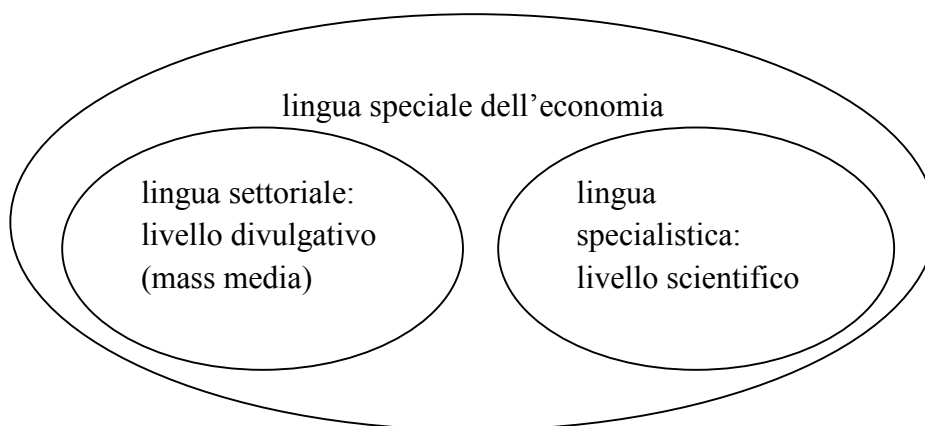 lingua speciale dell’economia
lingua settoriale:
livello divulgativo
(mass media)
lingua
specialistica:
livello scientifico